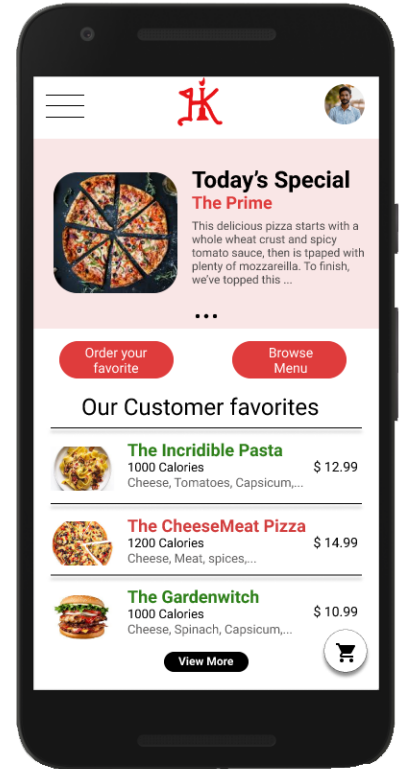 HK
Today's Special
The Prime
This delicious pizza starts with a
whole wheat crust and spicy
tomato sauce, then is tpaped with
plenty of mozzareilla. To finish,
we've topped this ...
Order your
favorite
Browse
Menu
Our Customer favorites
The Incridible Pasta
1000 Calories
$ 12.99
Cheese, Tomatoes, Capsicum,...
The CheeseMeat Pizza
1200 Calories
$ 14.99
Cheese, Meat, spices,...
The Gardenwitch
1000 Calories
$ 10.99
Cheese, Spinach, Capsicum,...
View More